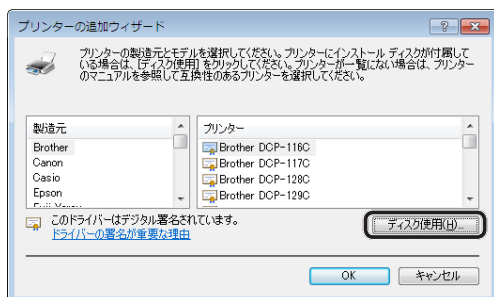 プリンターの追加ウィザード
プリンターの製造元とモデルを選択してください。プリンターにインストール ディスクが付属して
いる場合は、[ディスク使用] をクリックしてください。プリンターが一覧にない場合は、プリンター
のマニュアルを参照して互換性のあるプリンターを選択してください。
製造元
Brother
Canon
Casio
Epson
プリンター
Brother DCP-116C
Brother DCP-117C
Brother DCP-128C
Brother DCP-129C
このドライバーはデジタル署名されています。
ドライバーの署名が重要な理由
ディスク使用(H)...
OK
キャンセル